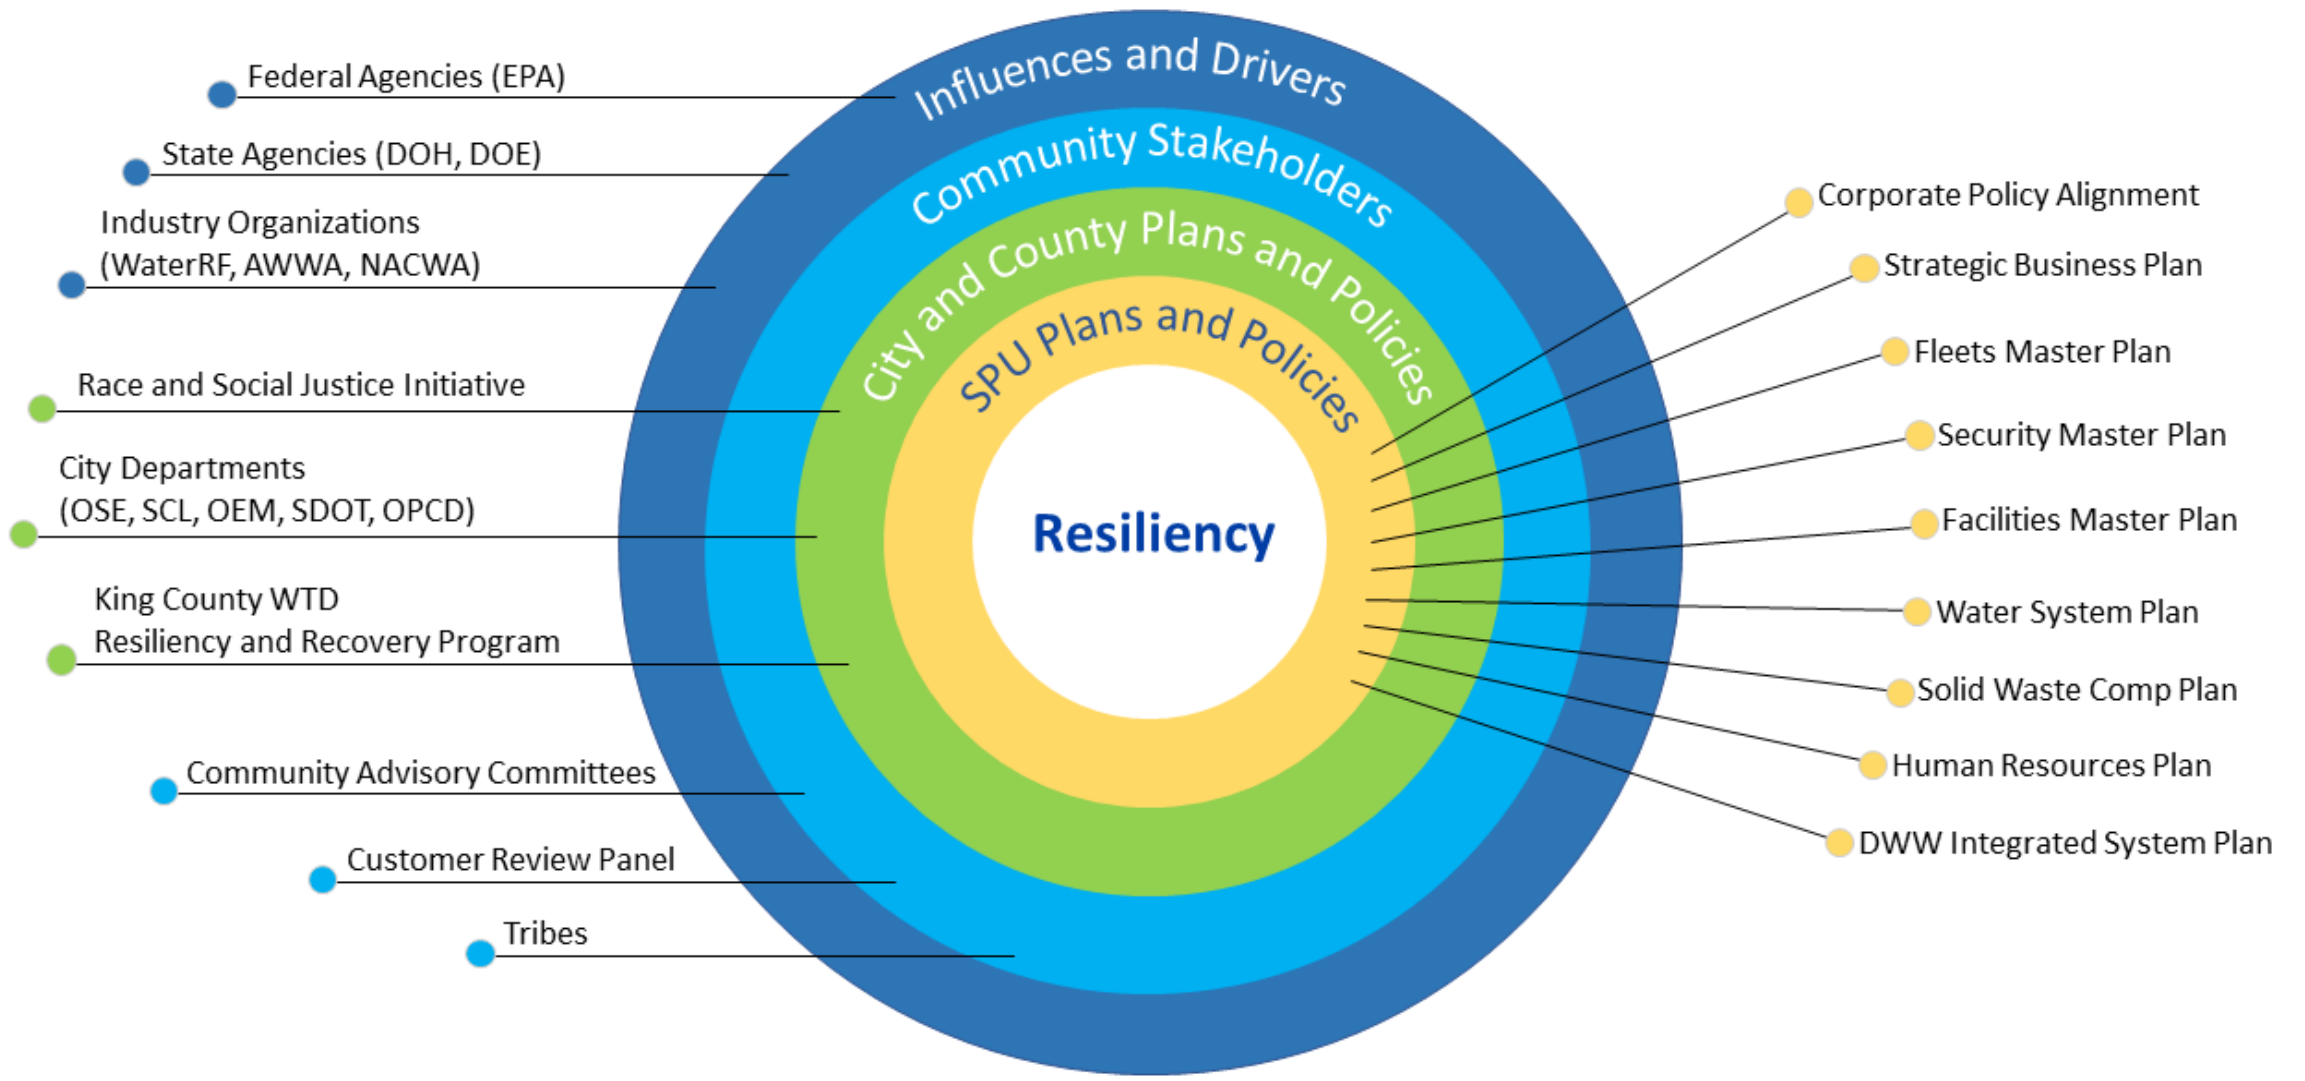 Influences and Drivers
Community Stakeholders
City and County Plans and Policies
SPU Plans and Policies
Resiliency
Federal Agencies (EPA)
State Agencies (DOH, DOE)
Industry Organizations
(WaterRF, AWWA, NACWA)
Race and Social Justice Initiative
City Departments
(OSE, SCL, OEM, SDOT, OPCD)
King County WTD
Resiliency and Recovery Program
Community Advisory Committees
Customer Review Panel
Tribes
Corporate Policy Alignment
Strategic Business Plan
Fleets Master Plan
Security Master Plan
Facilities Master Plan
Water System Plan
Solid Waste Comp Plan
Human Resources Plan
DWW Integrated System Plan